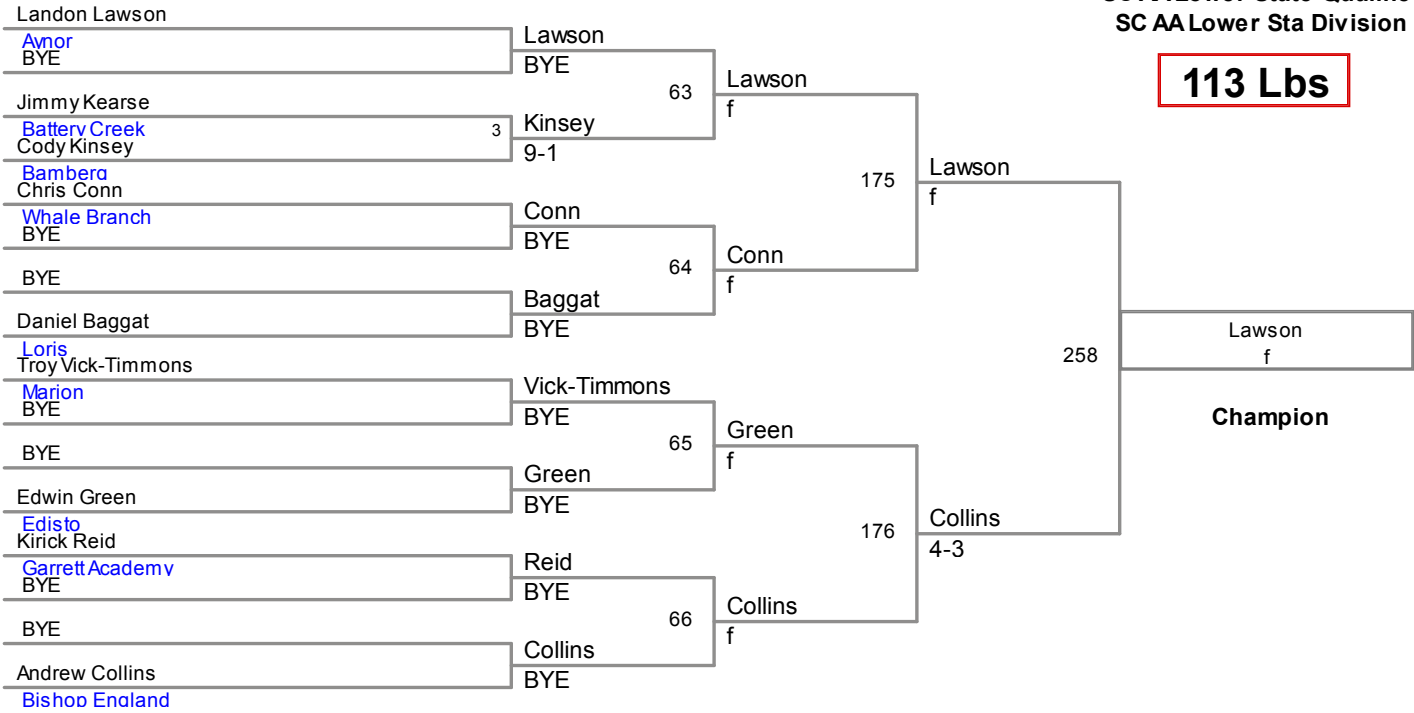 Landon Lawson
Aynor
BYE
Jimmy Kearse
Battery Creek
Cody Kinsey
Bamberg
Chris Conn
Whale Branch
BYE
BYE
Daniel Baggat
Loris
Troy Vick-Timmons
Marion
BYE
BYE
Edwin Green
Edisto
Kirick Reid
Garrett Academy
BYE
BYE
Andrew Collins
Bishop England
Lawson
BYE
3
Kinsey
9-1
Conn
BYE
Baggat
BYE
Vick-Timmons
BYE
Green
BYE
Reid
BYE
Collins
BYE
63
Lawson
f
64
Conn
f
65
Green
f
66
Collins
f
175
Lawson
f
176
Collins
4-3
258
Lawson
f
Champion
SC AA Lower Sta Division
113 Lbs